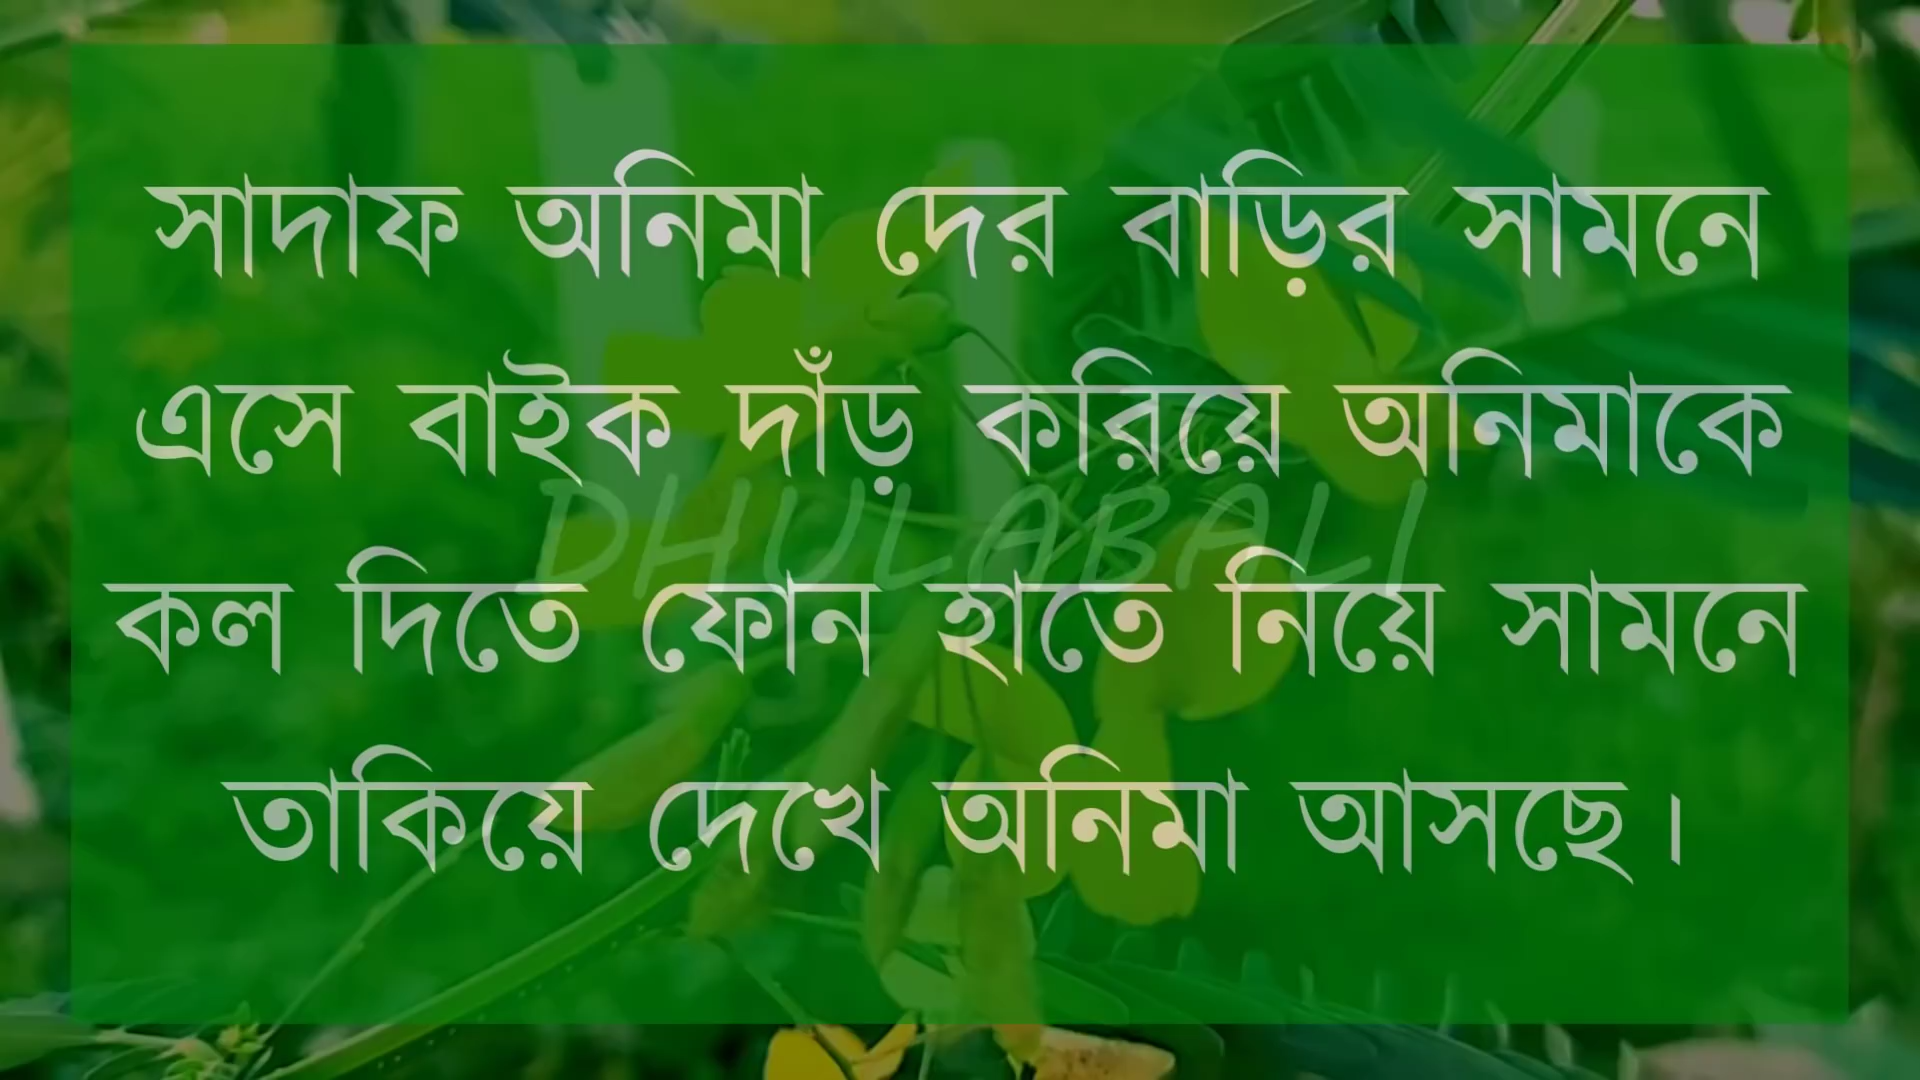 সাদাফ অনিমা দের বাড়ির সামনে
এসে বাইক দাঁড় করিয়ে অনিমাকে
DHULABALI
কল দিতে ফোন হাতে নিয়ে সামনে
তাকিয়ে দেখে অনিমা আসছে।